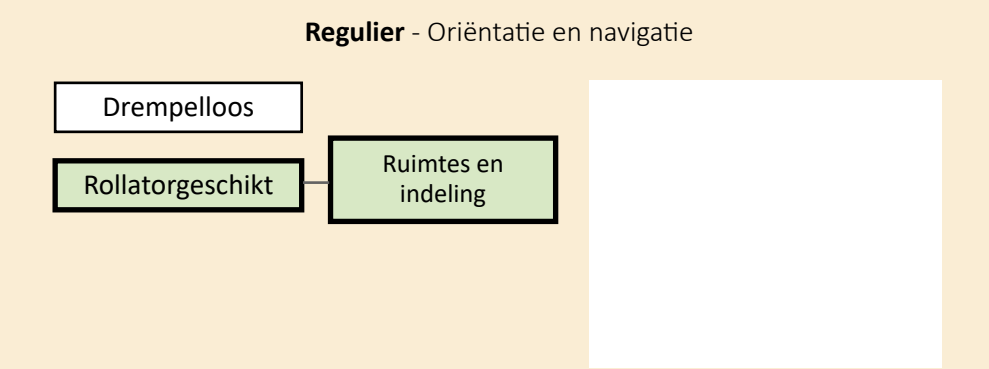 Regulier - Oriëntatie en navigatie
Drempelloos
Rollatorgeschikt
Ruimtes en
indeling